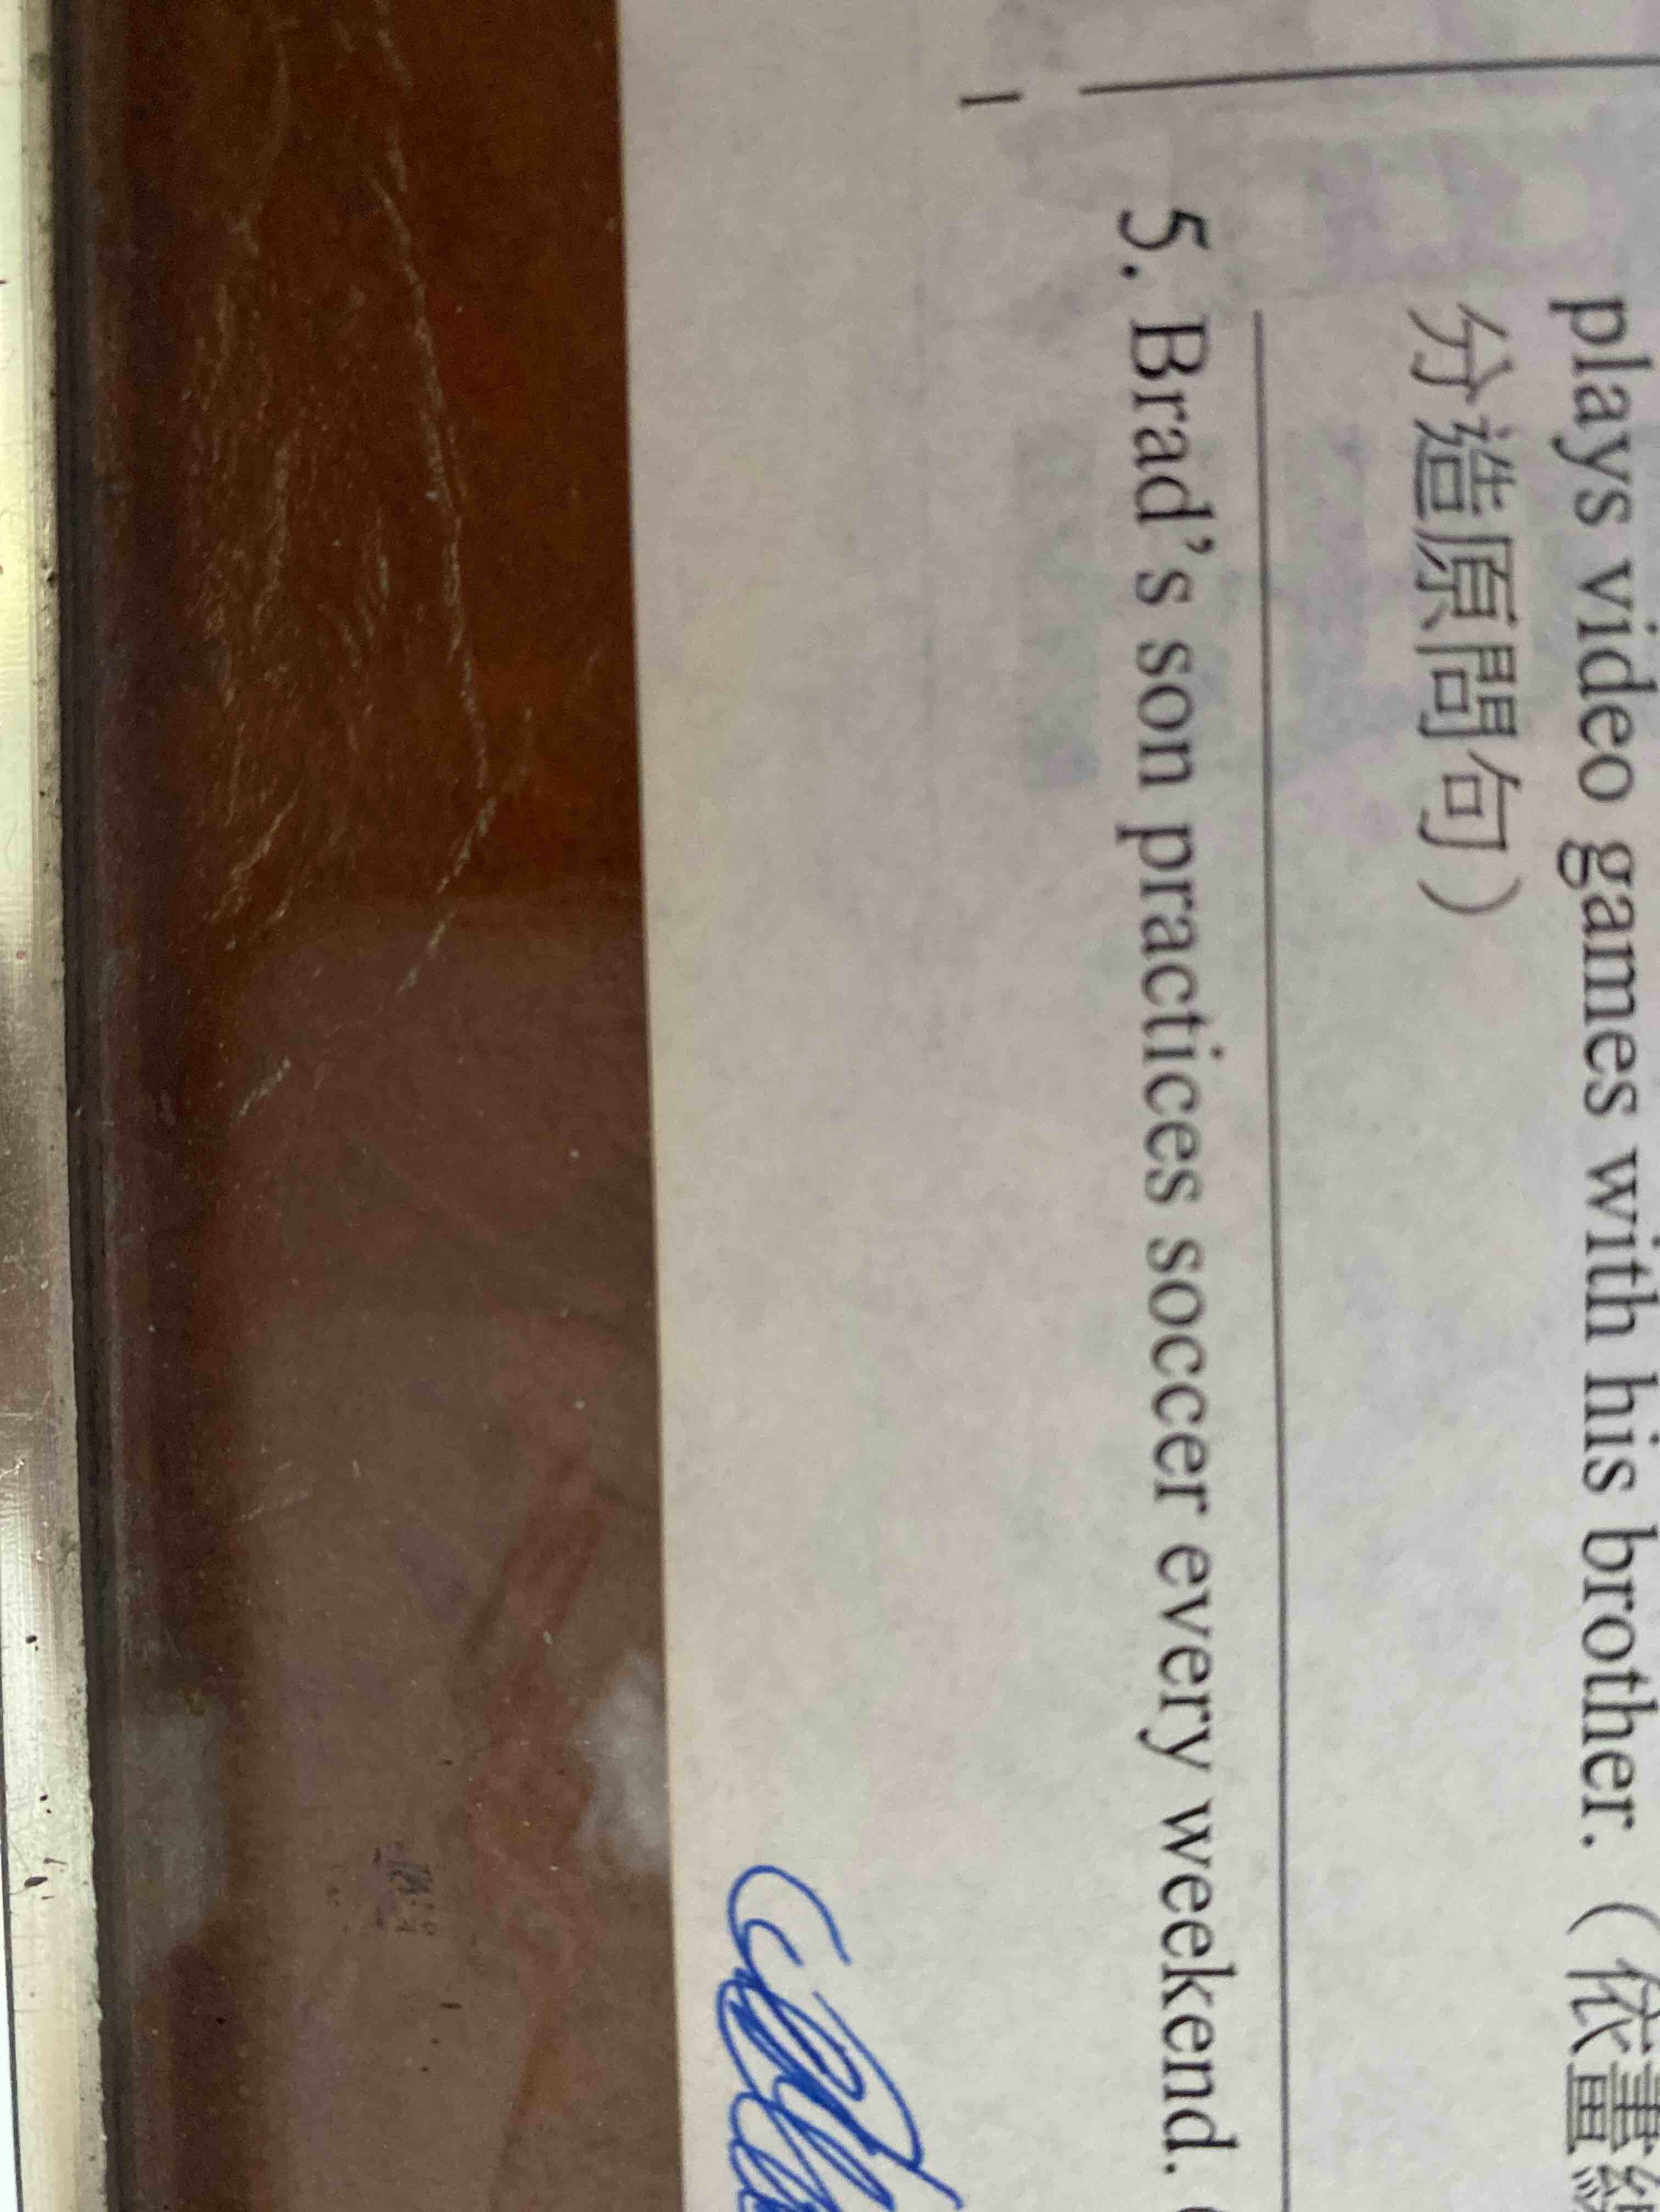 plays video games with his brother.（依畫線
分造原問句）
5. Brad's son practices soccer every weekend.